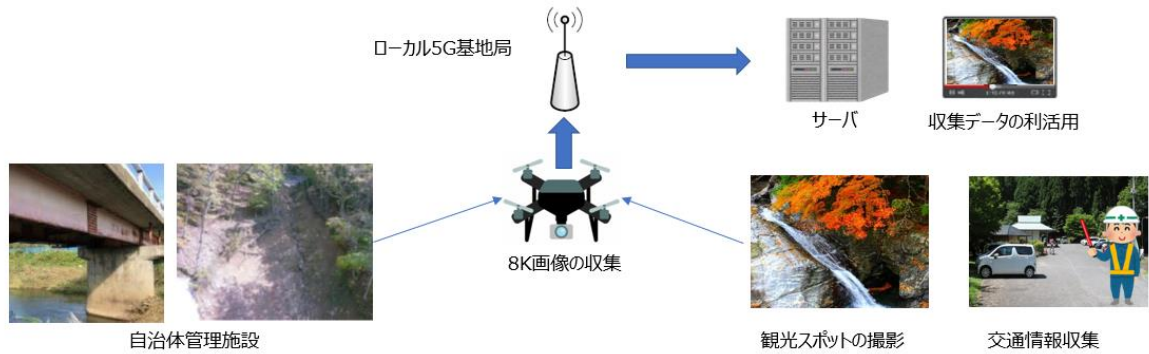 ローカル5G基地局
サーバ
収集データの利活用
8K画像の収集
自治体管理施設
観光スポットの撮影
交通情報収集